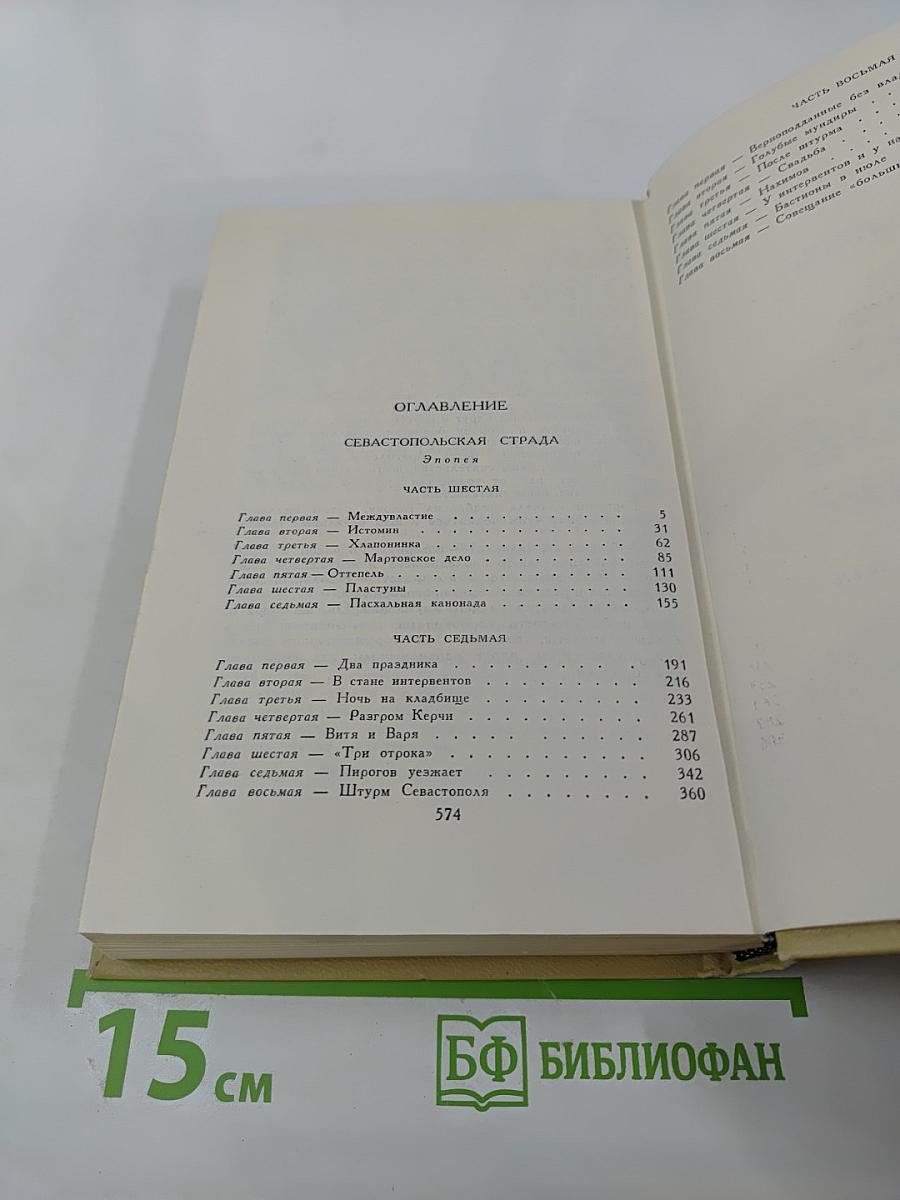 ОГЛАВЛЕНИЕ
СЕВАСТОПОЛЬСКАЯ СТРАДА
Эпопея
ЧАСТЬ ШЕСТАЯ
Глава первая — Междувластие . . . . . . . . . . . . 5
Глава вторая — Истомин . . . . . . . . . . . . . 31
Глава третья — Хлапонинка . . . . . . . . . . . . 62
Глава четвертая — Мартовское дело . . . . . . . . . . 85
Глава пятая — Оттепель . . . . . . . . . . . . . . 111
Глава шестая — Пластуны . . . . . . . . . . . . . 130
Глава седьмая — Пасхальная канонада . . . . . . . . 155
ЧАСТЬ СЕДЬМАЯ
Глава первая — Два праздника . . . . . . . . . . . 191
Глава вторая — В стане интервентов . . . . . . . . . 216
Глава третья — Ночь на кладбище . . . . . . . . . 233
Глава четвертая — Разгром Керчи . . . . . . . . . . 261
Глава пятая — Витя и Варя . . . . . . . . . . . 287
Глава шестая — «Три отрока» . . . . . . . . . . . 306
Глава седьмая — Пирогов уезжает . . . . . . . . . 342
Глава восьмая — Штурм Севастополя . . . . . . . . 360
574
ЧАСТЬ ВОСЬМАЯ
Глава первая — Верноподданные без
Глава вторая — Голубые мундиры . .
Глава третья — После штурма . . . .
Глава четвертая — Свадьба . . . .
Глава пятая — Нахимов . . . . .
Глава шестая — У интервентов и у
Глава седьмая — Бастионы в июле
Глава восьмая — Совещание
15 см
БФ БИБЛИОФАН